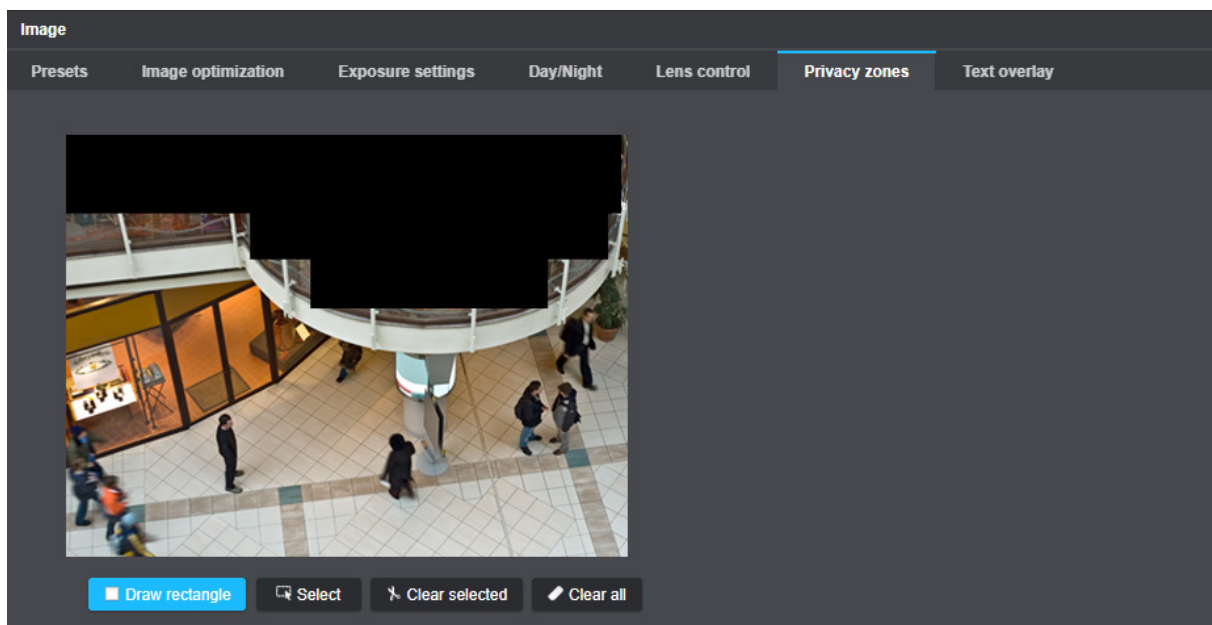 Image
Presets Image optimization Exposure settings Day/Night Lens control Privacy zones Text overlay
Draw rectangle Select Clear selected Clear all